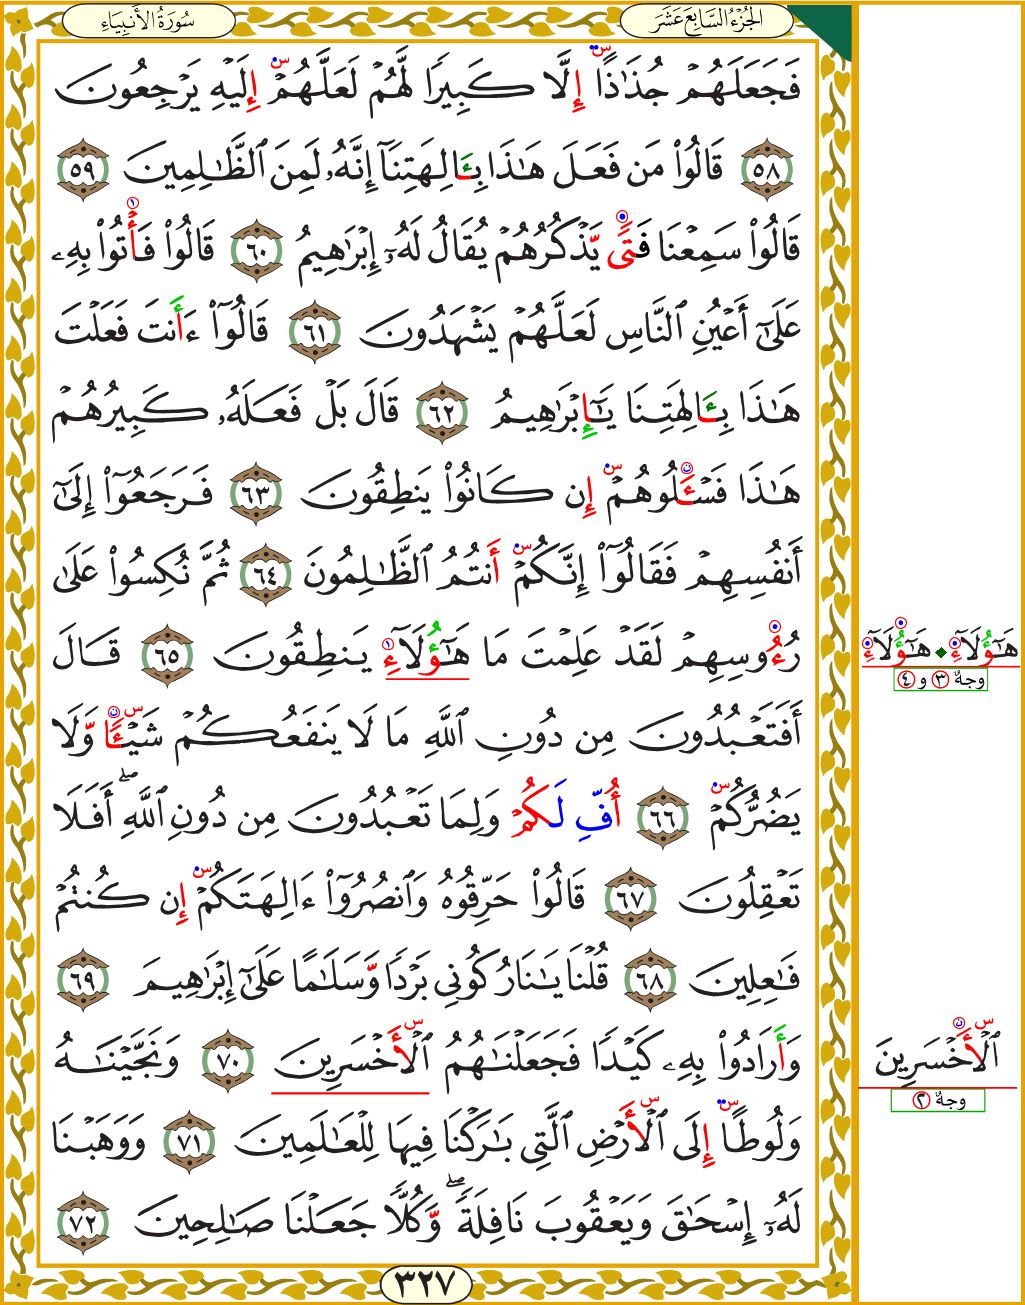 سُورَةُ الأَنبِيَاءِ
الجُزْءُ السَّابِعَ عَشَرَ
فَجَعَلَهُمْ جُذَٰذًا إِلَّا كَبِيرًا لَّهُمْ لَعَلَّهُمْ إِلَيْهِ يَرْجِعُونَ
٥٨ قَالُوا۟ مَن فَعَلَ هَٰذَا بِـَٔالِهَتِنَآ إِنَّهُۥ لَمِنَ ٱلظَّٰلِمِينَ ٥٩
قَالُوا۟ سَمِعْنَا فَتًى يَذْكُرُهُمْ يُقَالُ لَهُۥٓ إِبْرَٰهِيمُ ٦٠ قَالُوا۟ فَأْتُوا۟ بِهِۦ
عَلَىٰٓ أَعْيُنِ ٱلنَّاسِ لَعَلَّهُمْ يَشْهَدُونَ ٦١ قَالُوٓا۟ ءَأَنتَ فَعَلْتَ
هَٰذَا بِـَٔالِهَتِنَا يَٰٓإِبْرَٰهِيمُ ٦٢ قَالَ بَلْ فَعَلَهُۥ كَبِيرُهُمْ
هَٰذَا فَسْـَٔلُوهُمْ إِن كَانُوا۟ يَنطِقُونَ ٦٣ فَرَجَعُوٓا۟ إِلَىٰٓ
أَنفُسِهِمْ فَقَالُوٓا۟ إِنَّكُمْ أَنتُمُ ٱلظَّٰلِمُونَ ٦٤ ثُمَّ نُكِسُوا۟ عَلَىٰ
رُءُوسِهِمْ لَقَدْ عَلِمْتَ مَا هَٰٓؤُلَآءِ يَنطِقُونَ ٦٥ قَالَ
هَٰٓؤُلَآءِ هَٰٓؤُلَآءِ
وجهٌ ٣ و ٤
أَفَتَعْبُدُونَ مِن دُونِ ٱللَّهِ مَا لَا يَنفَعُكُمْ شَيْـًٔا وَلَا
يَضُرُّكُمْ ٦٦ أُفٍّ لَّكُمْ وَلِمَا تَعْبُدُونَ مِن دُونِ ٱللَّهِ ۖ أَفَلَا
تَعْقِلُونَ ٦٧ قَالُوا۟ حَرِّقُوهُ وَٱنصُرُوٓا۟ ءَالِهَتَكُمْ إِن كُنتُمْ
فَٰعِلِينَ ٦٨ قُلْنَا يَٰنَارُ كُونِى بَرْدًا وَسَلَٰمًا عَلَىٰٓ إِبْرَٰهِيمَ ٦٩
وَأَرَادُوا۟ بِهِۦ كَيْدًا فَجَعَلْنَٰهُمُ ٱلْأَخْسَرِينَ ٧٠ وَنَجَّيْنَٰهُ
ٱلْأَخْسَرِينَ
وجهٌ ٢
وَلُوطًا إِلَى ٱلْأَرْضِ ٱلَّتِى بَٰرَكْنَا فِيهَا لِلْعَٰلَمِينَ ٧١ وَوَهَبْنَا
لَهُۥٓ إِسْحَٰقَ وَيَعْقُوبَ نَافِلَةً ۖ وَكُلًّا جَعَلْنَا صَٰلِحِينَ ٧٢
٣٢٧